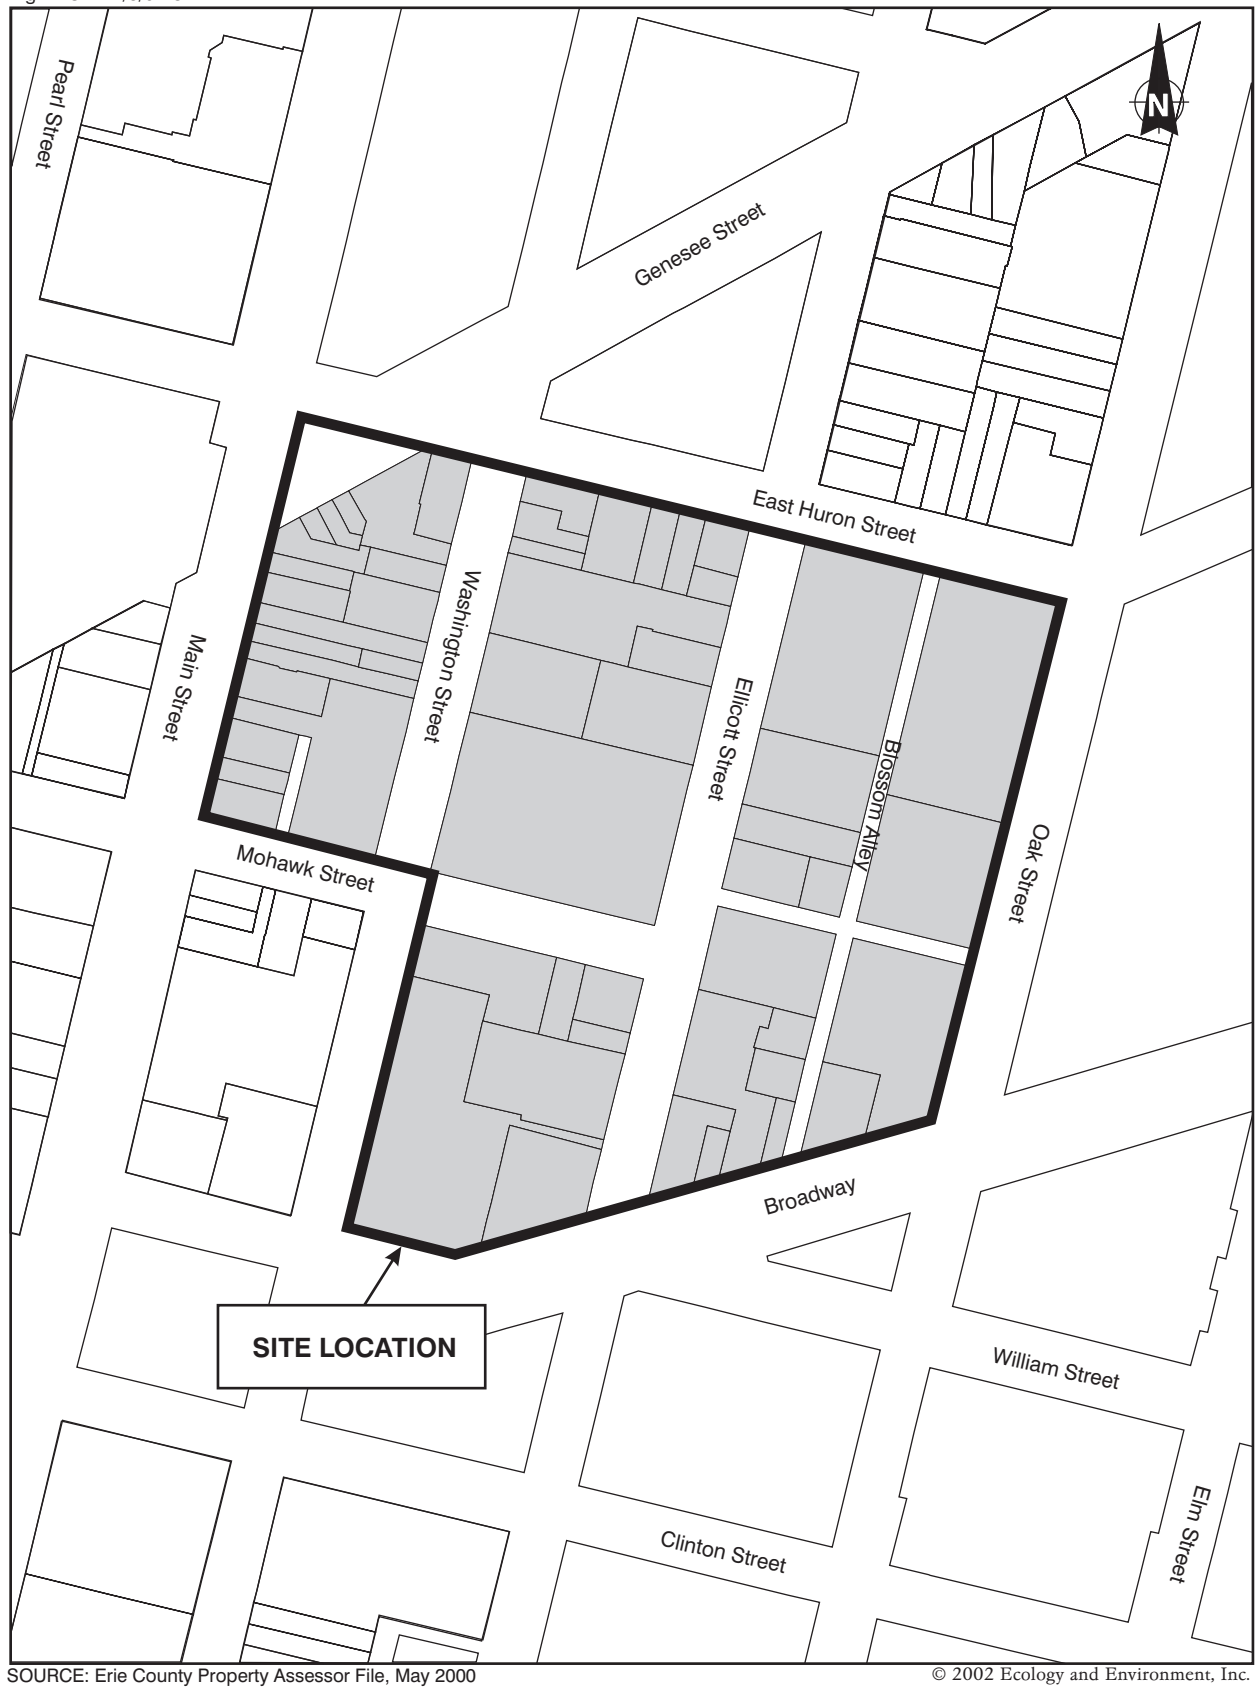 Pearl Street
N
Genesee Street
East Huron Street
Washington Street
Main Street
Ellicott Street
Blossom Alley
Oak Street
Mohawk Street
Broadway
SITE LOCATION
William Street
Elm Street
Clinton Street
SOURCE: Erie County Property Assessor File, May 2000
© 2002 Ecology and Environment, Inc.